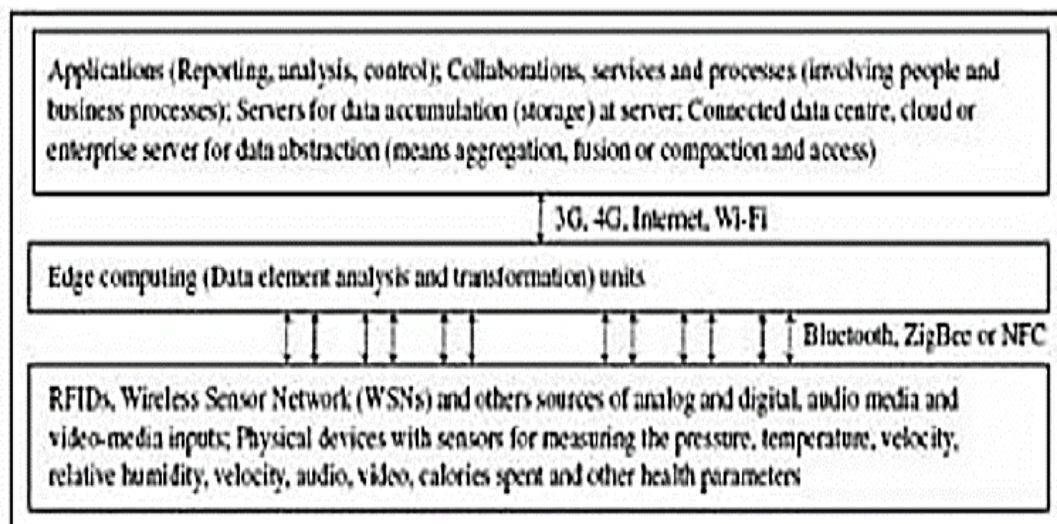 Applications (Reporting, analysis, control); Collaborations, services and processes (involving people and
business processes); Servers for data accumulation (storage) at server; Connected data centre, cloud or
enterprise server for data abstraction (means aggregation, fusion or compaction and access)
3G, 4G, Internet, Wi-Fi
Edge computing (Data element analysis and transformation) units
Bluetooth, ZigBee or NFC
RFIDs, Wireless Sensor Network (WSNs) and others sources of analog and digital, audio media and
video-media inputs; Physical devices with sensors for measuring the pressure, temperature, velocity,
relative humidity, velocity, audio, video, calories spent and other health parameters